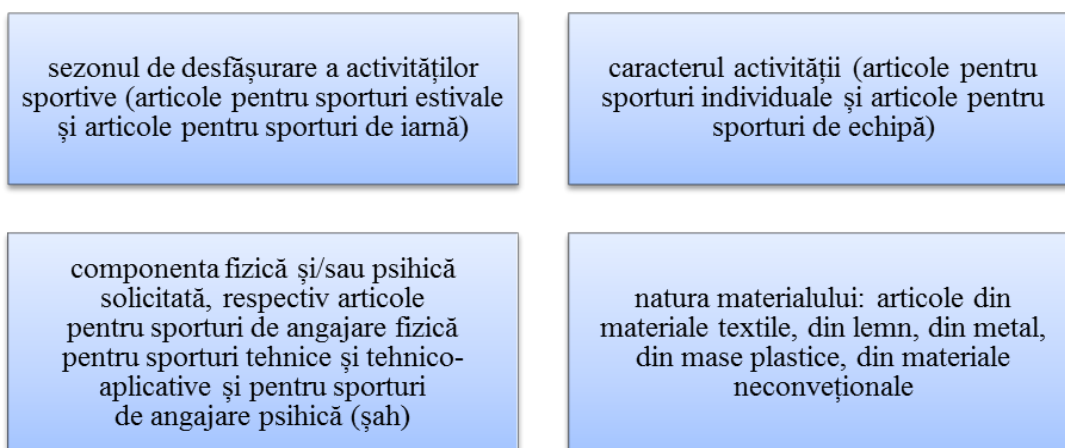 sezonul de desfășurare a activităților
sportive (articole pentru sporturi estivale
și articole pentru sporturi de iarnă)
caracterul activității (articole pentru
sporturi individuale și articole pentru
sporturi de echipă)
componenta fizică și/sau psihică
solicitată, respectiv articole
pentru sporturi de angajare fizică
pentru sporturi tehnice și tehnico-
aplicative și pentru sporturi
de angajare psihică (șah)
natura materialului: articole din
materiale textile, din lemn, din metal,
din mase plastice, din materiale
neconveționale